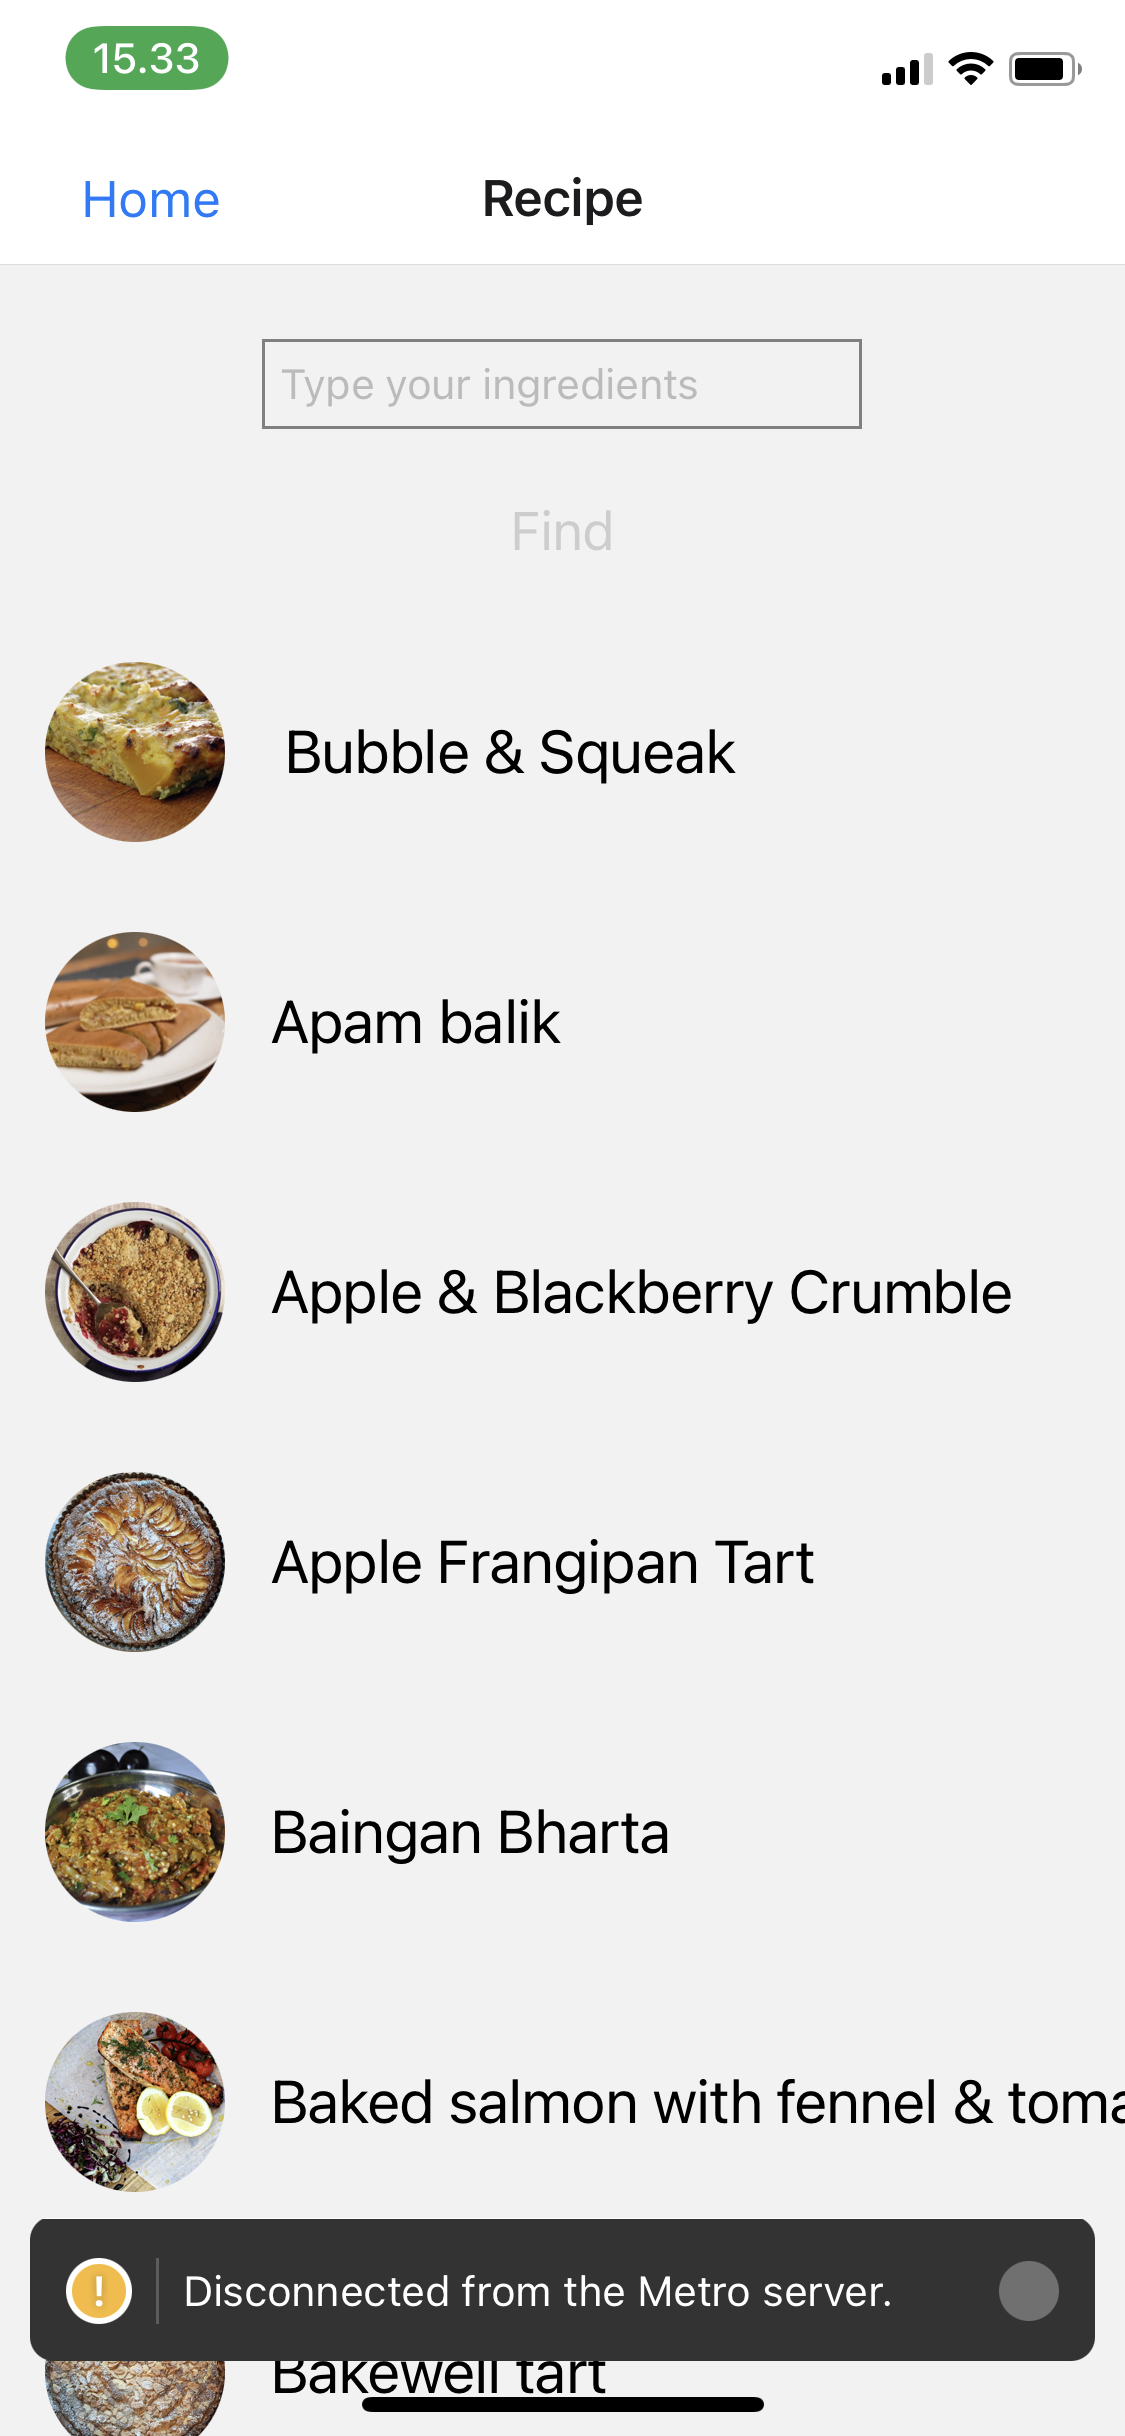 15.33
Home
Recipe
Type your ingredients
Find
Bubble & Squeak
Apam balik
Apple & Blackberry Crumble
Apple Frangipan Tart
Baingan Bharta
Baked salmon with fennel & toma
! Disconnected from the Metro server.
Bakewell tart